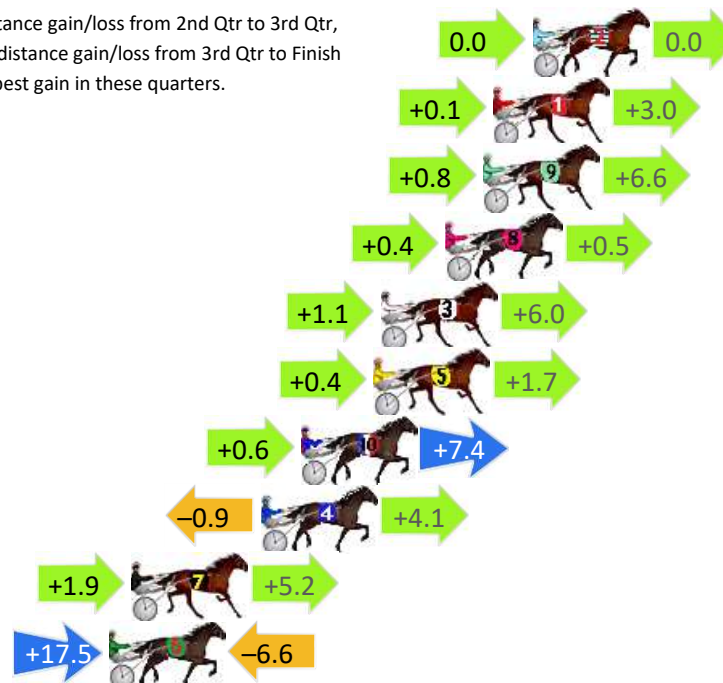 tance gain/loss from 2nd Qtr to 3rd Qtr,
distance gain/loss from 3rd Qtr to Finish
best gain in these quarters.
0.0 2 0.0
+0.1 1 +3.0
+0.8 9 +6.6
+0.4 8 +0.5
+1.1 3 +6.0
+0.4 5 +1.7
+0.6 10 +7.4
–0.9 4 +4.1
+1.9 7 +5.2
+17.5 6 –6.6